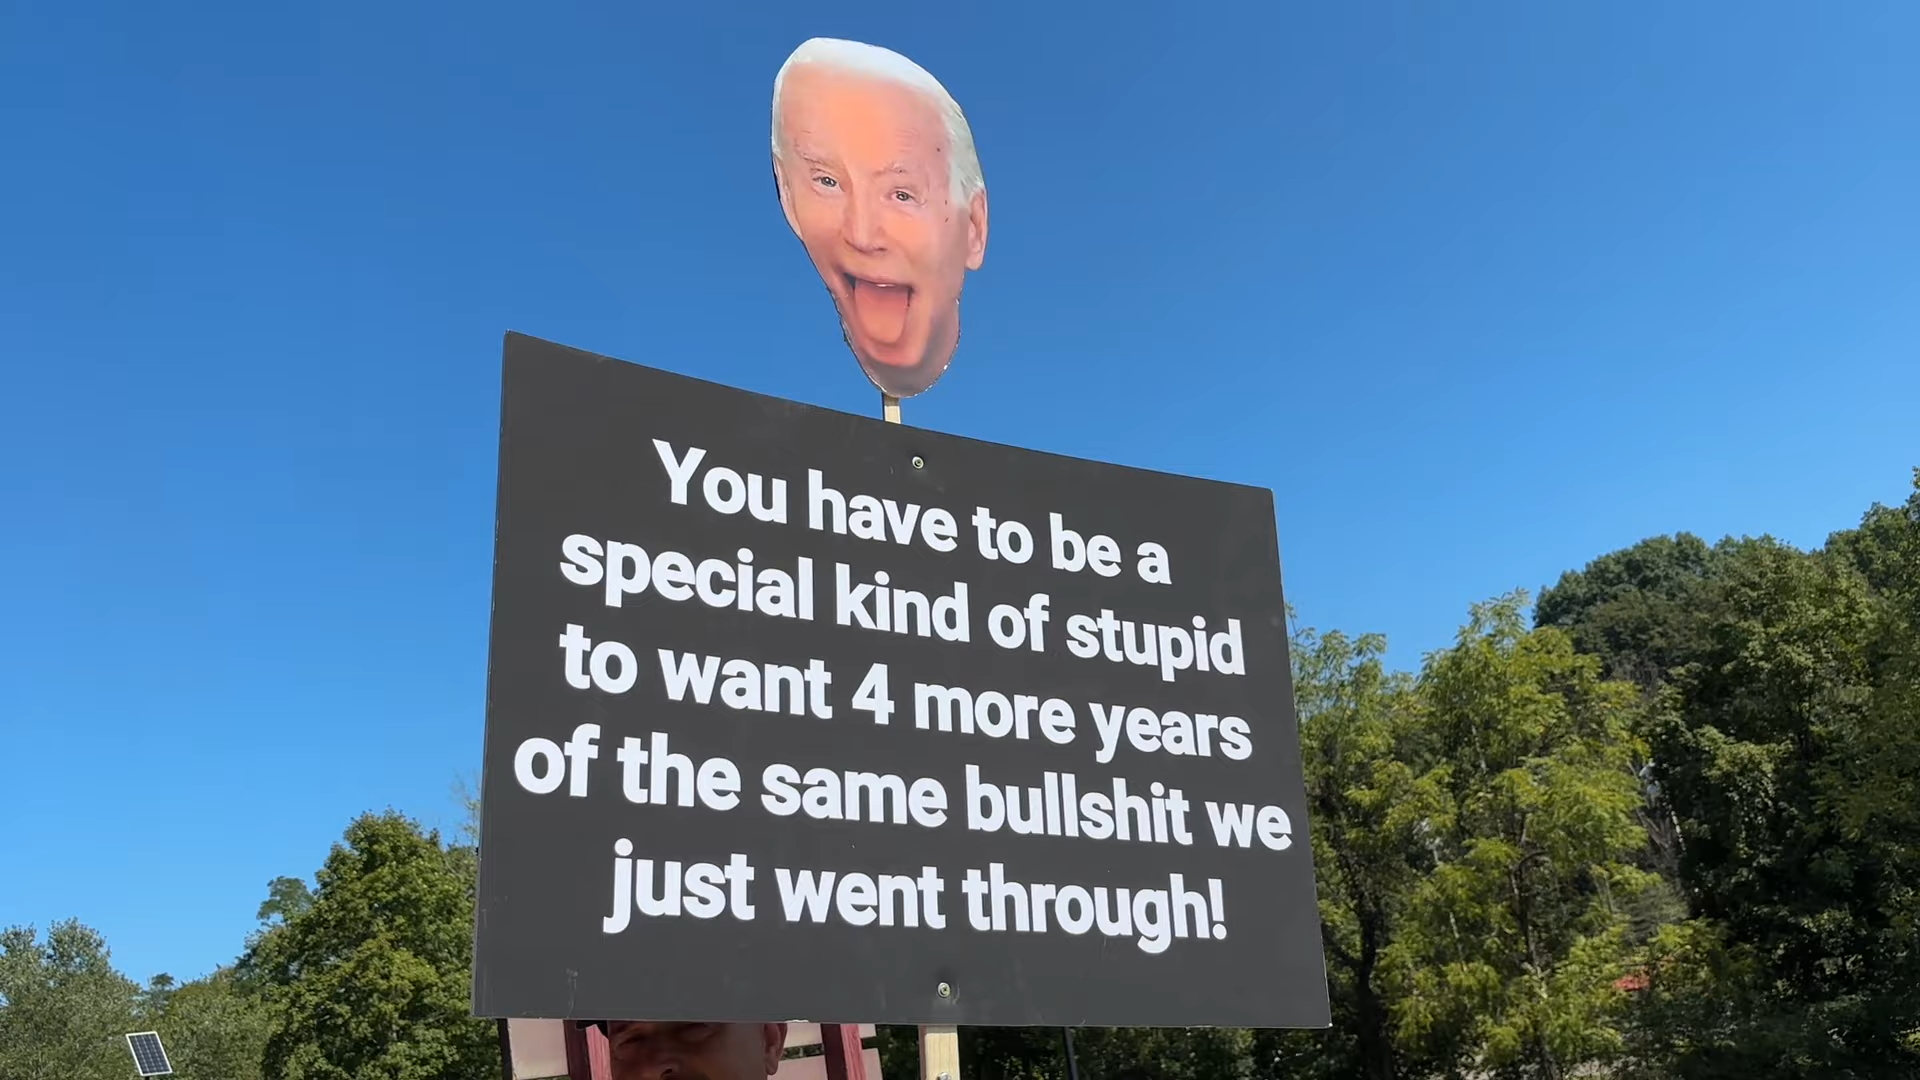 You have to be a
special kind of stupid
to want 4 more years
of the same bullshit we
just went through!